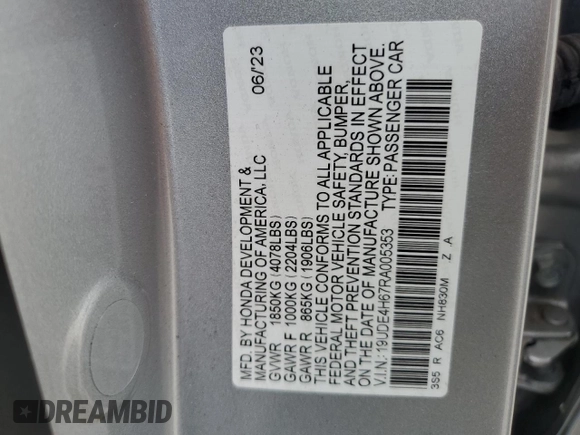 MFD. BY HONDA DEVELOPMENT & 06/'23
MANUFACTURING OF AMERICA, LLC
GVWR 1850KG (4078LBS)
GAWR F 1000KG (2204LBS)
GAWR R 865KG (1906LBS)
THIS VEHICLE CONFORMS TO ALL APPLICABLE
FEDERAL MOTOR VEHICLE SAFETY, BUMPER,
AND THEFT PREVENTION STANDARDS IN EFFECT
ON THE DATE OF MANUFACTURE SHOWN ABOVE.
V.I.N.: 19UDE4H67RA005353 TYPE: PASSENGER CAR
3S5 R AC6 NH830M Z A
DREAMBID